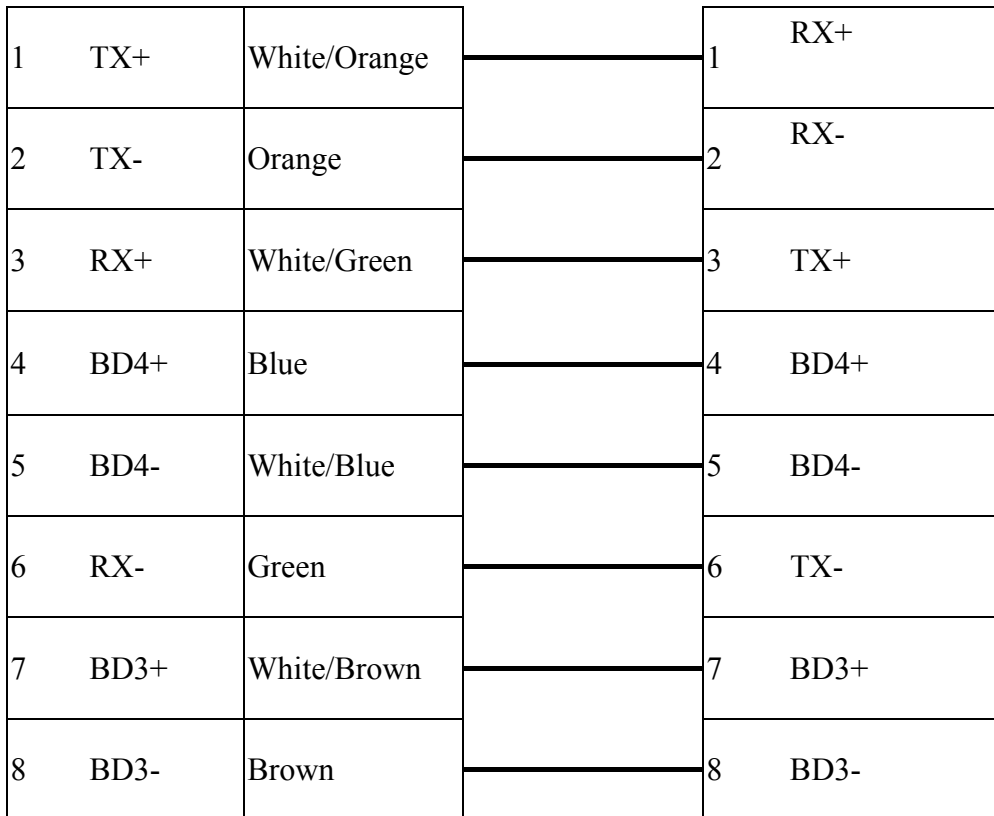 1 TX+ White/Orange 1 RX+
2 TX- Orange 2 RX-
3 RX+ White/Green 3 TX+
4 BD4+ Blue 4 BD4+
5 BD4- White/Blue 5 BD4-
6 RX- Green 6 TX-
7 BD3+ White/Brown 7 BD3+
8 BD3- Brown 8 BD3-